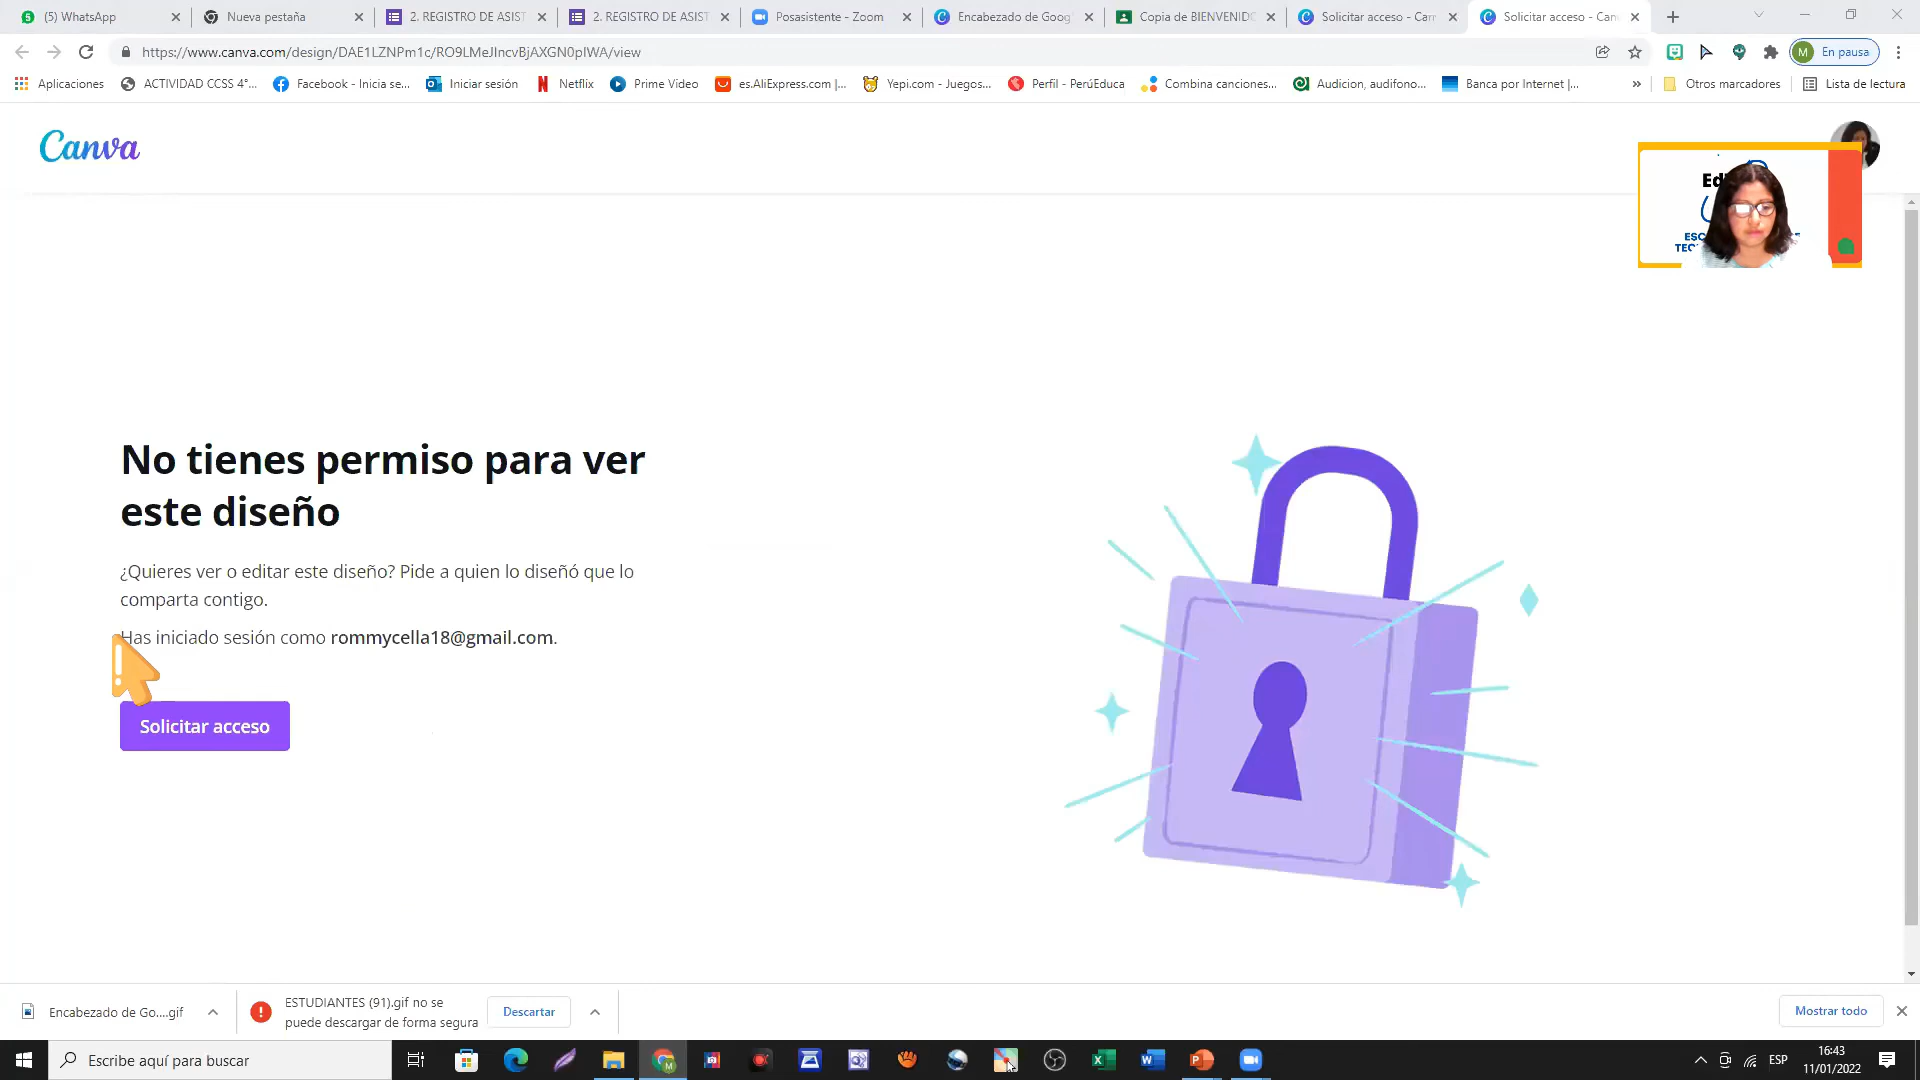 (5) WhatsApp
Nueva pestaña
2. REGISTRO DE ASIST
2. REGISTRO DE ASIST
Posasistente - Zoom
Encabezado de Goog
Copia de BIENVENID
Solicitar acceso - Can
Solicitar acceso - Can
https://www.canva.com/design/DAE1LZNPm1c/RO9LMeJIncvBjAXGN0pIWA/view
M
En pausa
Aplicaciones
ACTIVIDAD CCSS 4°...
Facebook - Inicia se...
Iniciar sesión
Netflix
Prime Video
es.AliExpress.com |...
Yepi.com - Juegos...
Perfil - PerúEduca
Combina canciones...
Audicion, audifono...
Banca por Internet |...
»
Otros marcadores
Lista de lectura
Canva
No tienes permiso para ver
este diseño
¿Quieres ver o editar este diseño? Pide a quien lo diseñó que lo
comparta contigo.
Has iniciado sesión como rommycella18@gmail.com.
Solicitar acceso
Encabezado de Go....gif
ESTUDIANTES (91).gif no se
puede descargar de forma segura
Descartar
Mostrar todo
Escribe aquí para buscar
ESP
16:43
11/01/2022